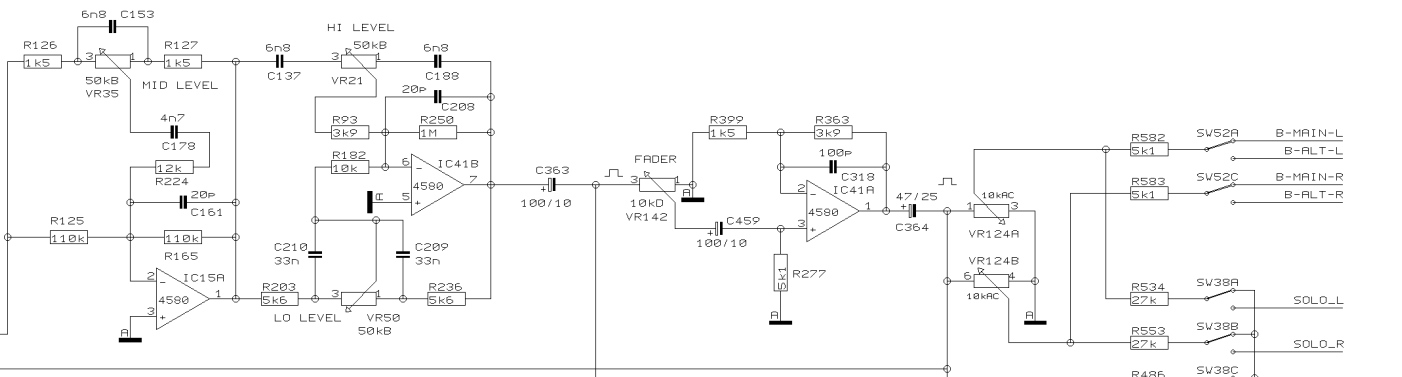 6n8 C153
R126
R127
3 1
1k5
1k5
50kB
VR35
MID LEVEL
4n7
C178
12k
R224
20p
C161
R125
110k
110k
R165
2
IC15A
4580
1
3
A
HI LEVEL
6n8
50kB
6n8
3 1
C137
VR21
C188
20p
C208
R93
R250
3k9
1M
R182
10k
6
IC41B
4580
7
5
A
C210
33n
C209
33n
R203
R236
5k6
3 1
5k6
LO LEVEL
VR50
50kB
C363
100/10
FADER
3 1
10kD
VR142
A
R399
R363
1k5
3k9
100p
C318
IC41A
2
4580
1
3
C459
100/10
5k1
R277
A
47/25
C364
10kAC
1 3
VR124A
VR124B
6 4
10kAC
A
R582
SW52A
B-MAIN-L
5k1
B-ALT-L
R583
SW52C
B-MAIN-R
5k1
B-ALT-R
R534
SW38A
27k
SOLO_L
R553
SW38B
27k
SOLO_R
R486
SW38C